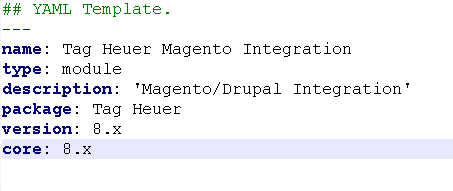 ## YAML Template.
---
name: Tag Heuer Magento Integration
type: module
description: 'Magento/Drupal Integration'
package: Tag Heuer
version: 8.x
core: 8.x